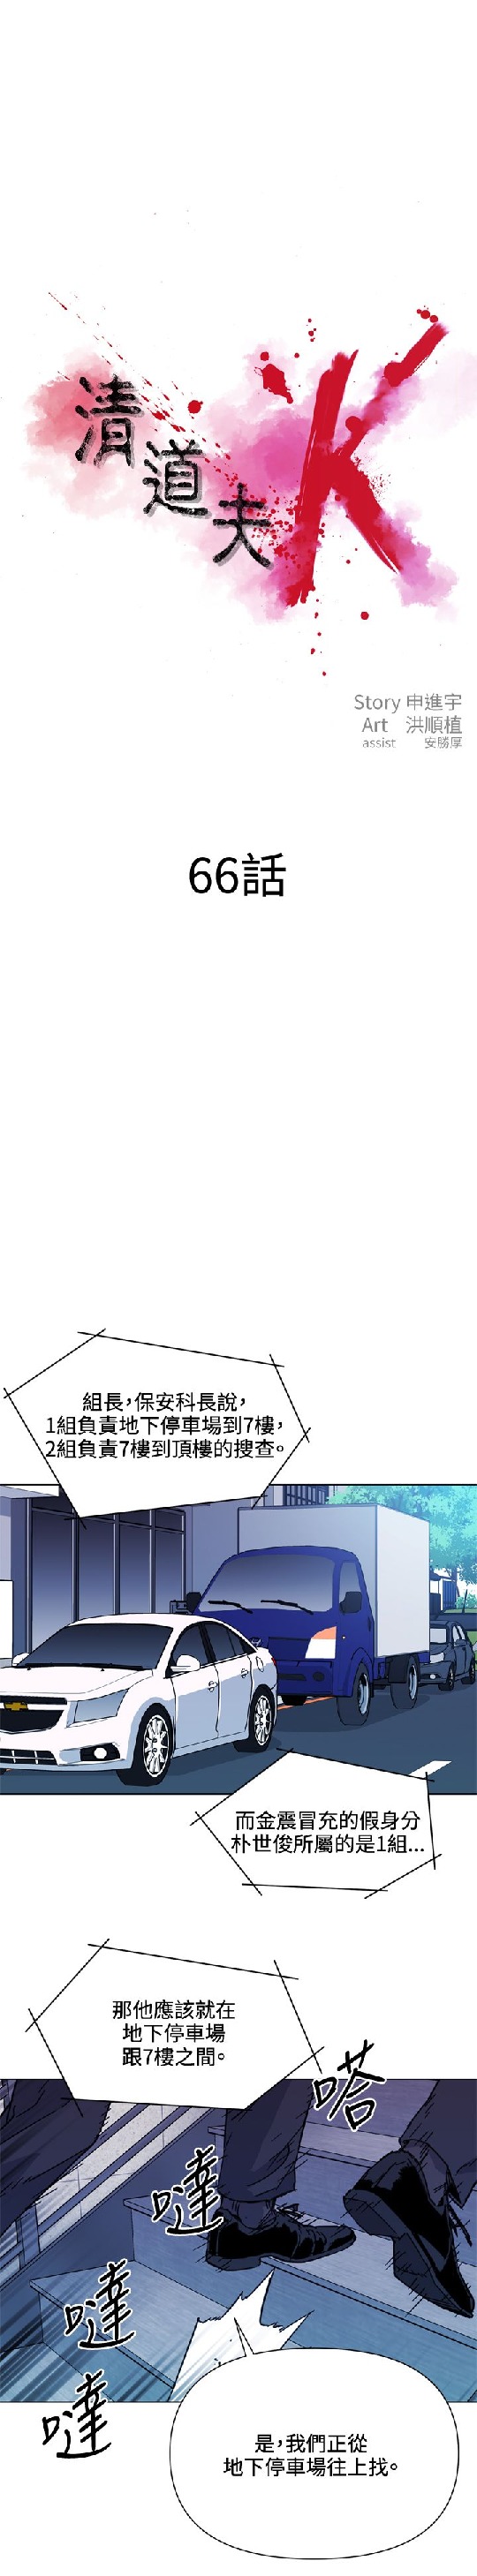 清道夫K
Story 申進宇
Art 洪順植
assist 安勝厚
66話
組長,保安科長說,
1組負責地下停車場到7樓,
2組負責7樓到頂樓的搜查。
而金震冒充的假身分
朴世俊所屬的是1組...
那他應該就在
地下停車場
跟7樓之間。
嗒
噠
噠
噠
是,我們正從
地下停車場往上找。